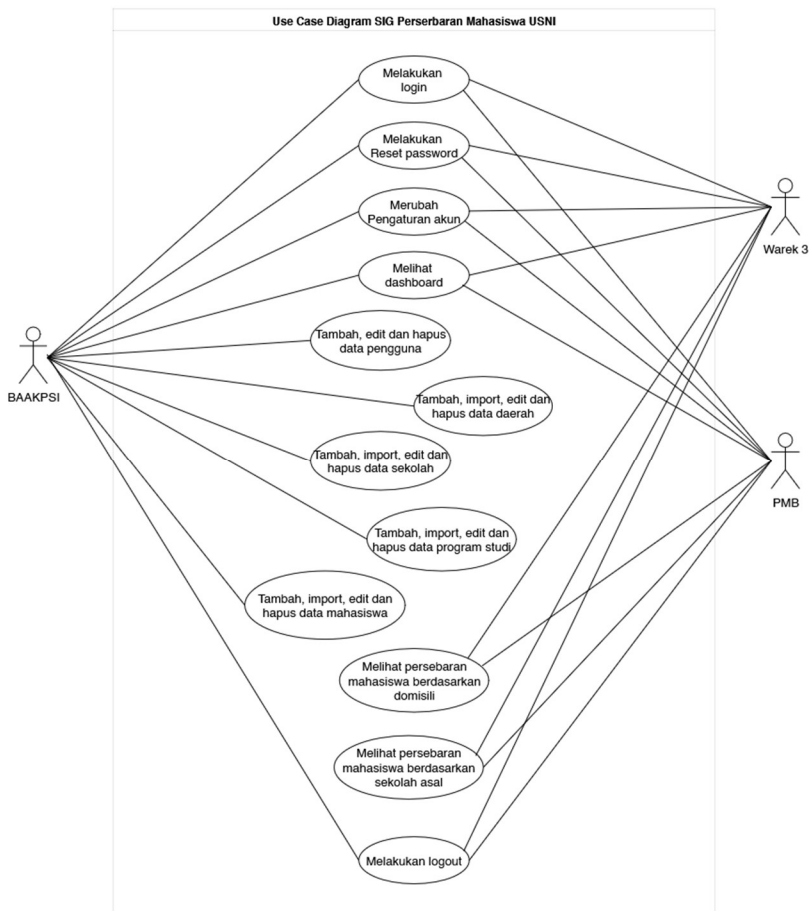 Use Case Diagram SIG Perserbaran Mahasiswa USNI
Melakukan
login
Melakukan
Reset password
Merubah
Pengaturan akun
Melihat
dashboard
Tambah, edit dan hapus
data pengguna
Tambah, import, edit dan
hapus data daerah
Tambah, import, edit dan
hapus data sekolah
Tambah, import, edit dan
hapus data program studi
Tambah, import, edit dan
hapus data mahasiswa
Melihat persebaran
mahasiswa berdasarkan
domisili
Melihat persebaran
mahasiswa berdasarkan
sekolah asal
Melakukan logout
BAAKPSI
Warek 3
PMB